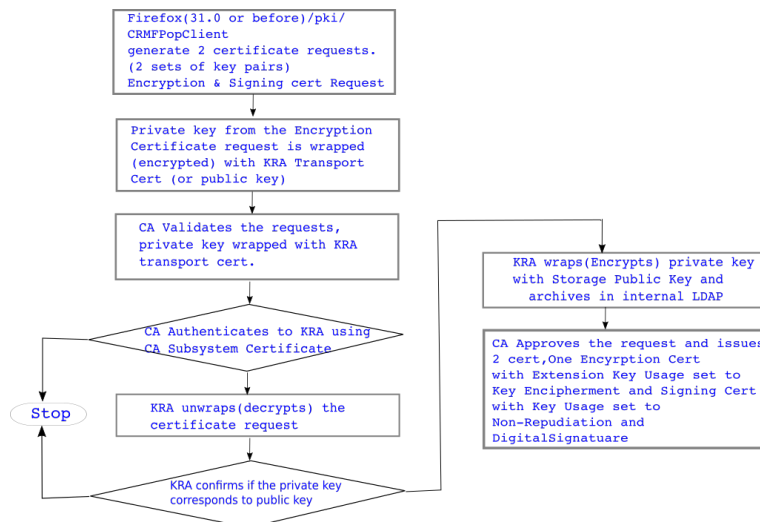 Firefox(31.0 or before)/pki/
CRMFPopClient
generate 2 certificate requests.
(2 sets of key pairs)
Encryption & Signing cert Request
Private key from the Encryption
Certificate request is wrapped
(encrypted) with KRA Transport
Cert (or public key)
CA Validates the requests,
private key wrapped with KRA
transport cert.
CA Authenticates to KRA using
CA Subsystem Certificate
Stop
KRA unwraps(decrypts) the
certificate request
KRA confirms if the private key
corresponds to public key
KRA wraps(Encrypts) private key
with Storage Public Key and
archives in internal LDAP
CA Approves the request and issues
2 cert,One Encyrption Cert
with Extension Key Usage set to
Key Encipherment and Signing Cert
with Key Usage set to
Non-Repudiation and
DigitalSignatuare